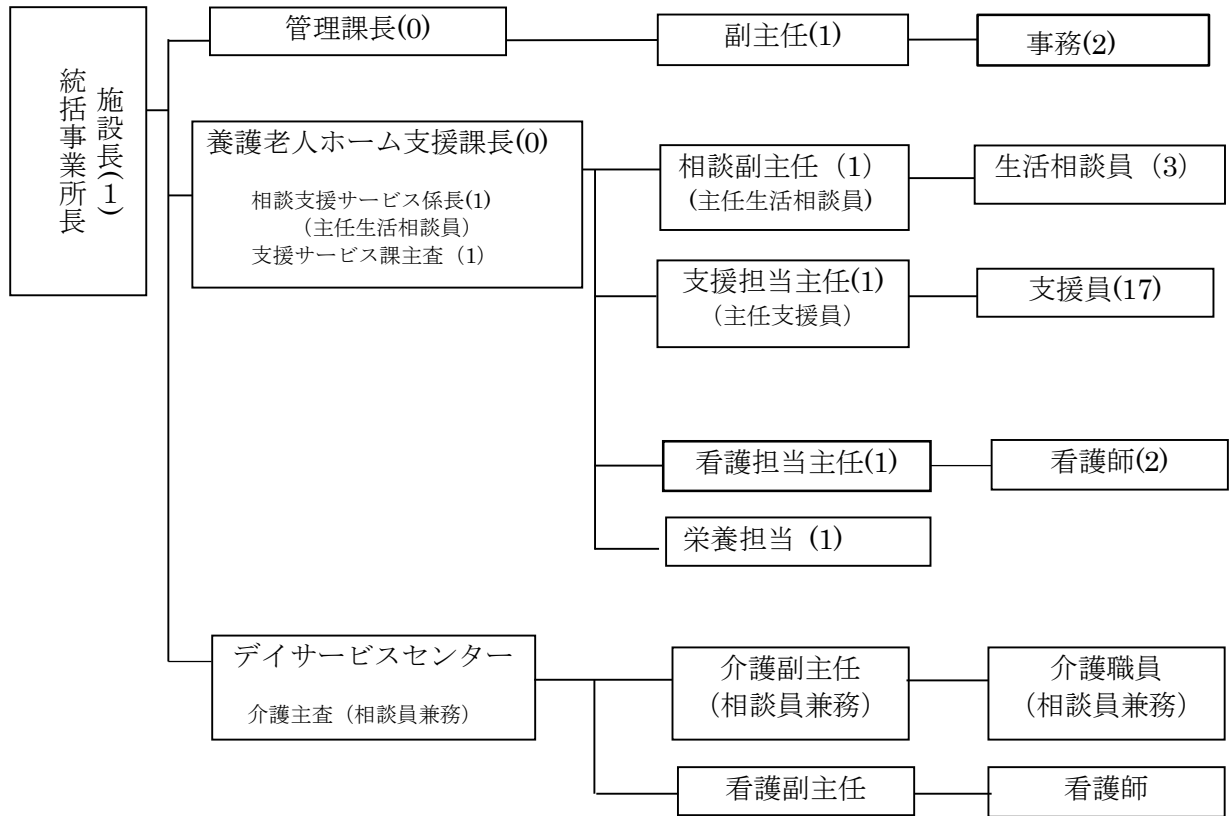 統括事業所長
施設長(1)
管理課長(0)
副主任(1)
事務(2)
養護老人ホーム支援課長(0)
相談支援サービス係長(1)
（主任生活相談員）
支援サービス課主査（1）
相談副主任（1）
(主任生活相談員）
生活相談員（3）
支援担当主任(1)
（主任支援員）
支援員(17)
看護担当主任(1)
看護師(2)
栄養担当 (1)
デイサービスセンター
介護主査（相談員兼務）
介護副主任
（相談員兼務）
介護職員
（相談員兼務）
看護副主任
看護師